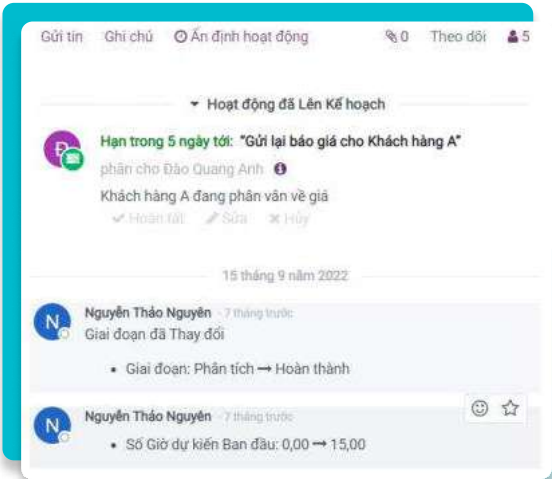 Gửi tin Ghi chú Ấn định hoạt động 0 Theo dõi 5
Hoạt động đã Lên Kế hoạch
Đ
Hạn trong 5 ngày tới: "Gửi lại báo giá cho Khách hàng A"
phân cho Đào Quang Anh
Khách hàng A đang phân vân về giá
Hoàn tất Sửa Hủy
15 tháng 9 năm 2022
N
Nguyễn Thảo Nguyên - 7 tháng trước
Giai đoạn đã Thay đổi
• Giai đoạn: Phân tích → Hoàn thành
N
Nguyễn Thảo Nguyên - 7 tháng trước
• Số Giờ dự kiến Ban đầu: 0,00 → 15,00